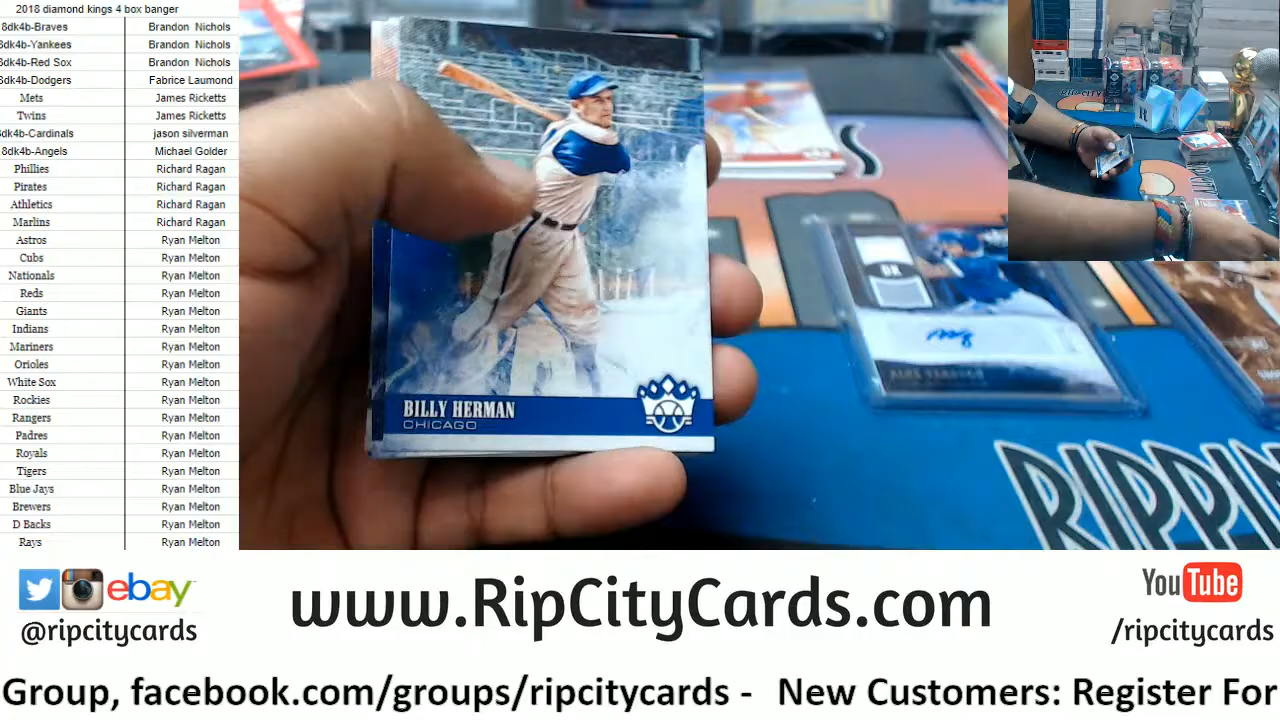 2018 diamond kings 4 box banger
8dk4b-Braves Brandon Nichols
8dk4b-Yankees Brandon Nichols
8dk4b-Red Sox Brandon Nichols
8dk4b-Dodgers Fabrice Laumond
Mets James Ricketts
Twins James Ricketts
8dk4b-Cardinals jason silverman
8dk4b-Angels Michael Golder
Phillies Richard Ragan
Pirates Richard Ragan
Athletics Richard Ragan
Marlins Richard Ragan
Astros Ryan Melton
Cubs Ryan Melton
Nationals Ryan Melton
Reds Ryan Melton
Giants Ryan Melton
Indians Ryan Melton
Mariners Ryan Melton
Orioles Ryan Melton
White Sox Ryan Melton
Rockies Ryan Melton
Rangers Ryan Melton
Padres Ryan Melton
Royals Ryan Melton
Tigers Ryan Melton
Blue Jays Ryan Melton
Brewers Ryan Melton
D Backs Ryan Melton
Rays Ryan Melton
BILLY HERMAN
CHICAGO
DK
RIPPIN
RIP CITY
ebay
@ripcitycards
www.RipCityCards.com
YouTube
/ripcitycards
Group, facebook.com/groups/ripcitycards - New Customers: Register For